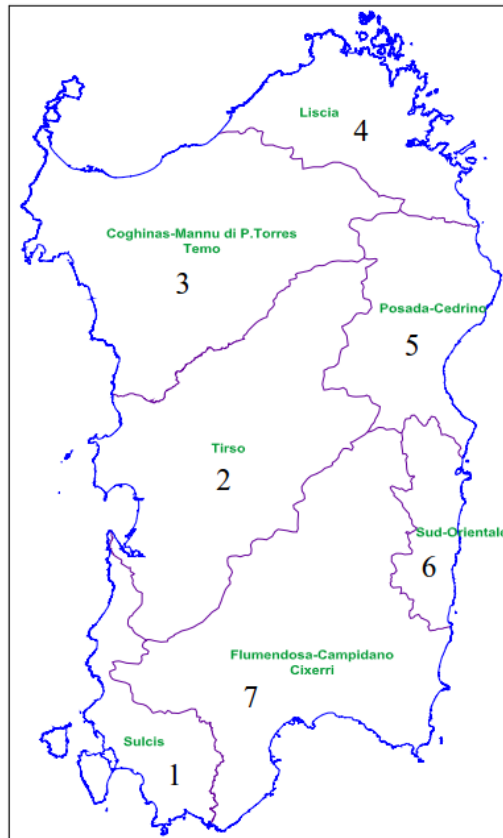 Liscia
4
Coghinas-Mannu di P.Torres
Temo
3
Posada-Cedrino
5
Tirso
2
Sud-Orientale
6
Flumendosa-Campidano
Cixerri
7
Sulcis
1